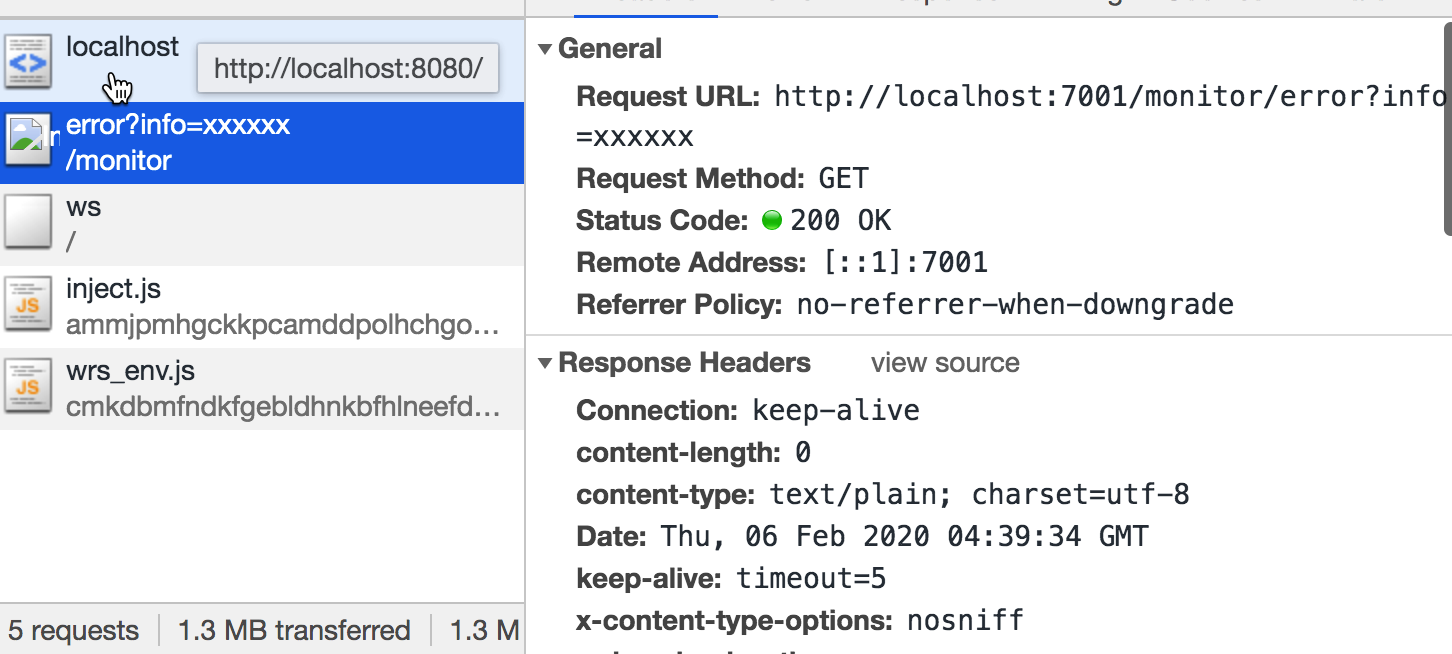 localhost
http://localhost:8080/
error?info=xxxxxx
/monitor
ws
/
inject.js
ammjpmhgckkpcamddpolhchgo...
wrs_env.js
cmkdbmfndkfgebldhnkbfhlneefd...
5 requests
1.3 MB transferred
1.3 M
General
Request URL: http://localhost:7001/monitor/error?info
=xxxxxx
Request Method: GET
Status Code: 200 OK
Remote Address: [::1]:7001
Referrer Policy: no-referrer-when-downgrade
Response Headers
view source
Connection: keep-alive
content-length: 0
content-type: text/plain; charset=utf-8
Date: Thu, 06 Feb 2020 04:39:34 GMT
keep-alive: timeout=5
x-content-type-options: nosniff